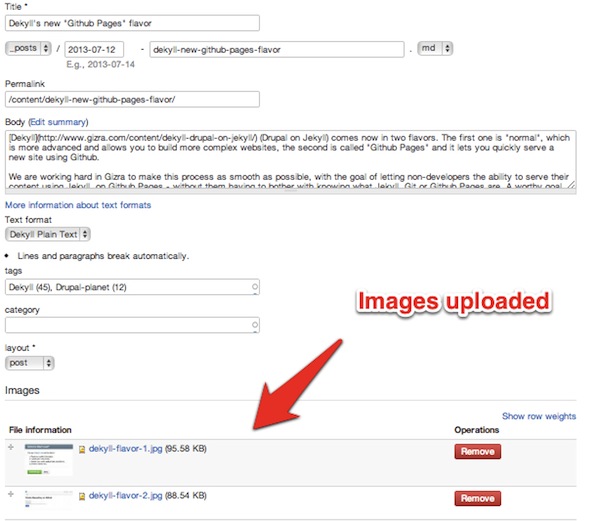 Title *
Dekyll's new "Github Pages" flavor
_posts / 2013-07-12 - dekyll-new-github-pages-flavor . md
E.g., 2013-07-14
Permalink
/content/dekyll-new-github-pages-flavor/
Body (Edit summary)
[Dekyll](http://www.gizra.com/content/dekyll-drupal-on-jekyll/) (Drupal on Jekyll) comes now in two flavors. The first one is "normal", which
is more advanced and allows you to build more complex websites, the second is called "Github Pages" and it lets you quickly serve a
new site using Github.
We are working hard in Gizra to make this process as smooth as possible, with the goal of letting non-developers the ability to serve their
content using Jekyll, on Github Pages - without them having to bother with knowing what Jekyll, Git or Github Pages are. A worthy goal
More information about text formats
Text format
Dekyll Plain Text
Lines and paragraphs break automatically.
tags
Dekyll (45), Drupal-planet (12)
Images uploaded
category
layout *
post
Images
Show row weights
File information Operations
dekyll-flavor-1.jpg (95.58 KB) Remove
dekyll-flavor-2.jpg (88.54 KB) Remove